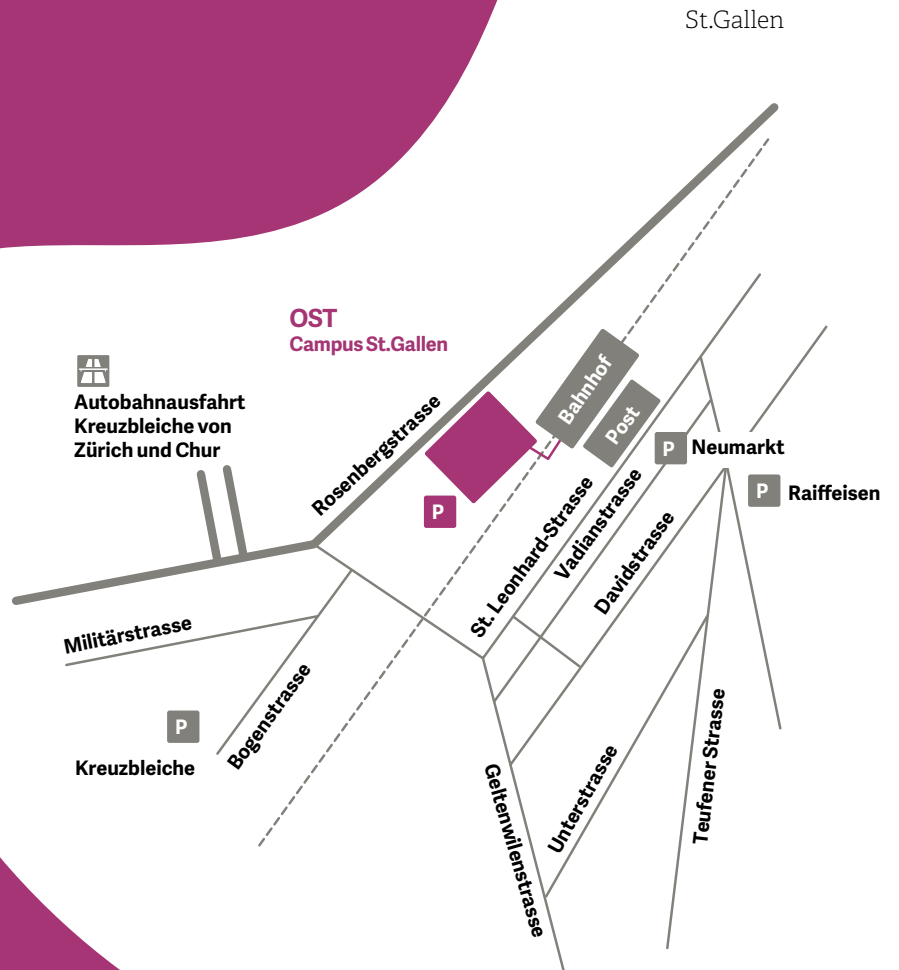 St.Gallen
OST
Campus St.Gallen
Autobahnausfahrt
Kreuzbleiche von
Zürich und Chur
Rosenbergstrasse
Bahnhof
Post
P
Neumarkt
P
Raiffeisen
P
St. Leonhard-Strasse
Vadianstrasse
Davidstrasse
Militärstrasse
Bogenstrasse
P
Kreuzbleiche
Geltenwilenstrasse
Unterstrasse
Teufener Strasse